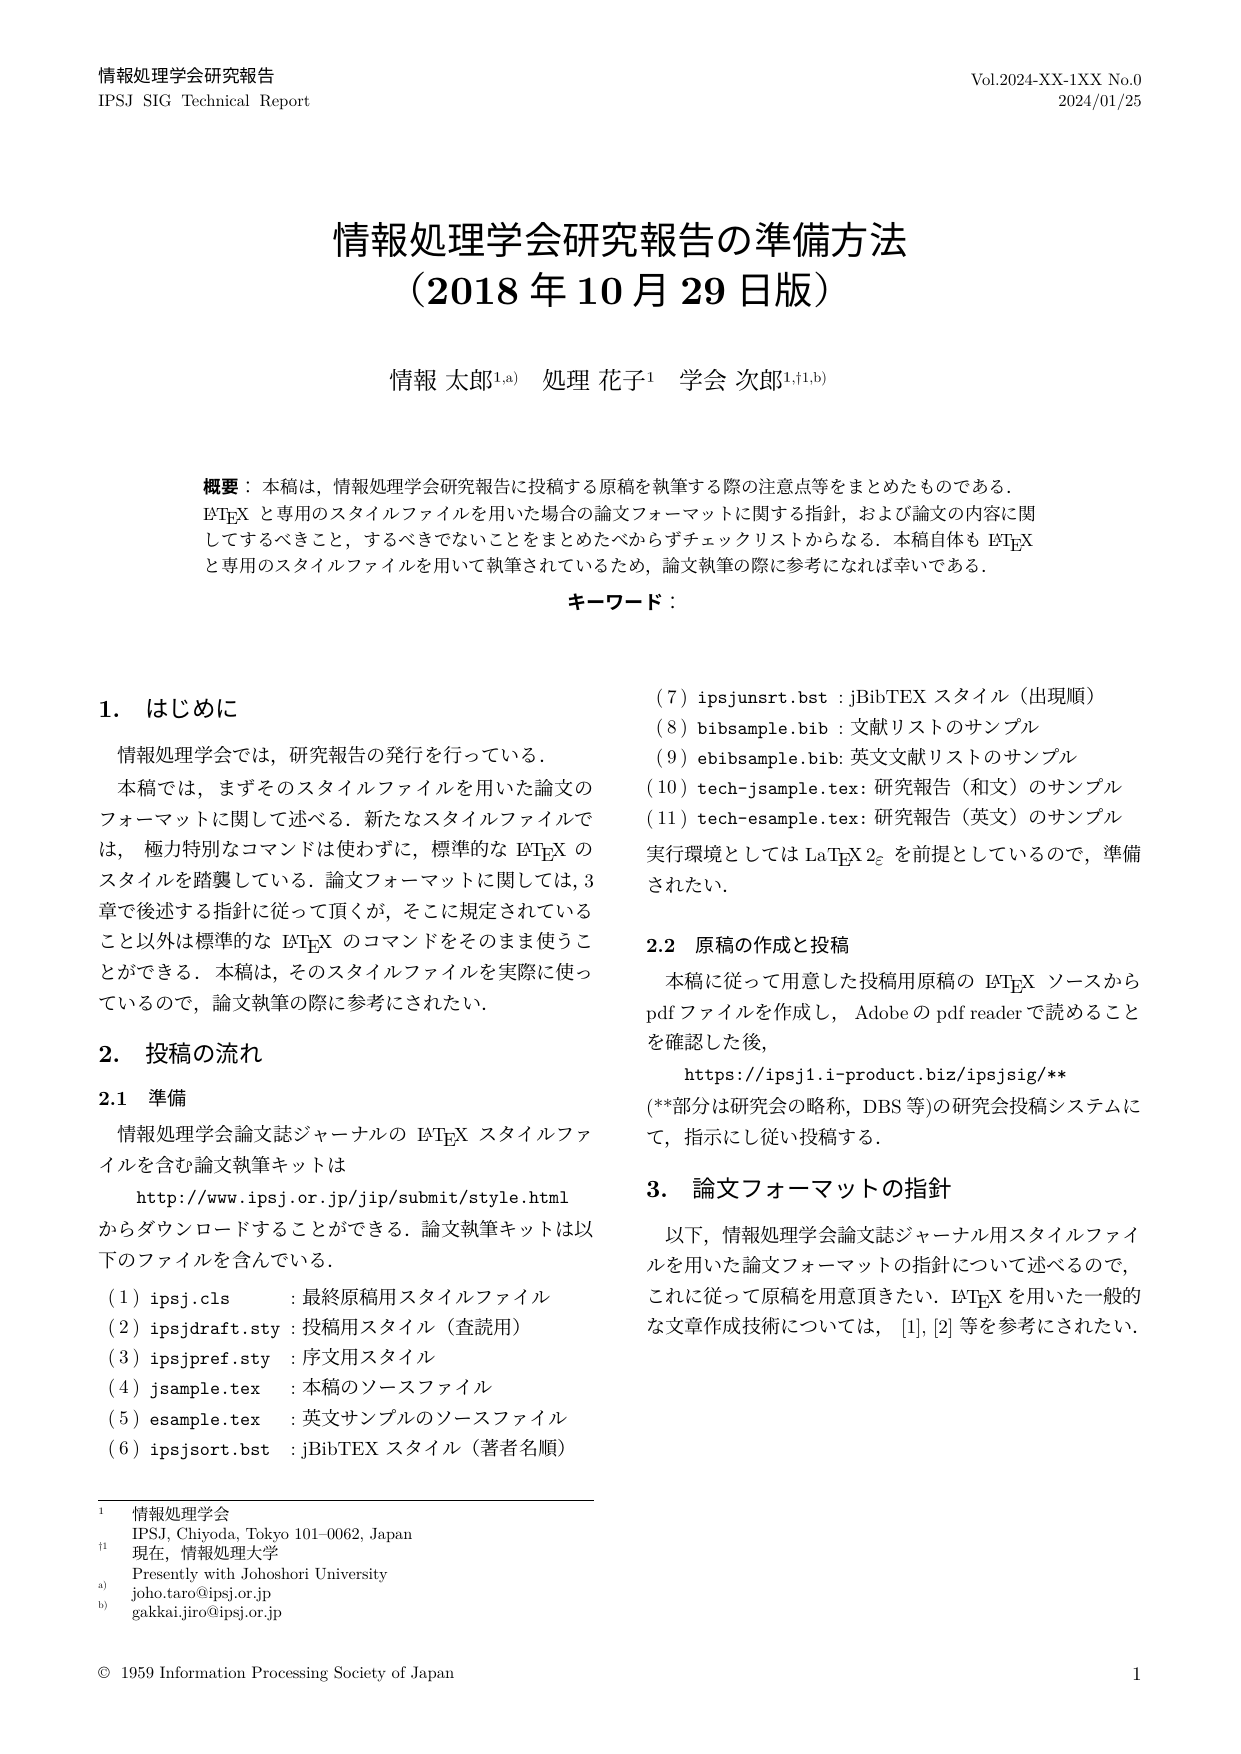 情報処理学会研究報告
IPSJ SIG Technical Report
Vol.2024-XX-1XX No.0
2024/01/25
情報処理学会研究報告の準備方法
（2018 年 10 月 29 日版）
情報 太郎1,a) 処理 花子1 学会 次郎1,†1,b)
概要： 本稿は，情報処理学会研究報告に投稿する原稿を執筆する際の注意点等をまとめたものである．
LATEX と専用のスタイルファイルを用いた場合の論文フォーマットに関する指針，および論文の内容に関
してするべきこと，するべきでないことをまとめたべからずチェックリストからなる．本稿自体も LATEX
と専用のスタイルファイルを用いて執筆されているため，論文執筆の際に参考になれば幸いである．
キーワード：
1. はじめに
情報処理学会では，研究報告の発行を行っている．
本稿では，まずそのスタイルファイルを用いた論文の
フォーマットに関して述べる．新たなスタイルファイルで
は， 極力特別なコマンドは使わずに，標準的な LATEX の
スタイルを踏襲している．論文フォーマットに関しては，3
章で後述する指針に従って頂くが，そこに規定されている
こと以外は標準的な LATEX のコマンドをそのまま使うこ
とができる．本稿は，そのスタイルファイルを実際に使っ
ているので，論文執筆の際に参考にされたい．
2. 投稿の流れ
2.1 準備
情報処理学会論文誌ジャーナルの LATEX スタイルファ
イルを含む論文執筆キットは
http://www.ipsj.or.jp/jip/submit/style.html
からダウンロードすることができる．論文執筆キットは以
下のファイルを含んでいる．
( 1 ) ipsj.cls : 最終原稿用スタイルファイル
( 2 ) ipsjdraft.sty : 投稿用スタイル（査読用）
( 3 ) ipsjpref.sty : 序文用スタイル
( 4 ) jsample.tex : 本稿のソースファイル
( 5 ) esample.tex : 英文サンプルのソースファイル
( 6 ) ipsjsort.bst : jBibTEX スタイル（著者名順）
1 情報処理学会
IPSJ, Chiyoda, Tokyo 101–0062, Japan
†1 現在，情報処理大学
Presently with Johoshori University
a) joho.taro@ipsj.or.jp
b) gakkai.jiro@ipsj.or.jp
( 7 ) ipsjunsrt.bst : jBibTEX スタイル（出現順）
( 8 ) bibsample.bib : 文献リストのサンプル
( 9 ) ebibsample.bib: 英文文献リストのサンプル
( 10 ) tech-jsample.tex: 研究報告（和文）のサンプル
( 11 ) tech-esample.tex: 研究報告（英文）のサンプル
実行環境としては LaTEX 2ε を前提としているので，準備
されたい．
2.2 原稿の作成と投稿
本稿に従って用意した投稿用原稿の LATEX ソースから
pdf ファイルを作成し， Adobe の pdf reader で読めること
を確認した後，
https://ipsj1.i-product.biz/ipsjsig/**
(**部分は研究会の略称，DBS 等)の研究会投稿システムに
て，指示にし従い投稿する．
3. 論文フォーマットの指針
以下，情報処理学会論文誌ジャーナル用スタイルファイ
ルを用いた論文フォーマットの指針について述べるので，
これに従って原稿を用意頂きたい．LATEX を用いた一般的
な文章作成技術については， [1], [2] 等を参考にされたい．
© 1959 Information Processing Society of Japan
1